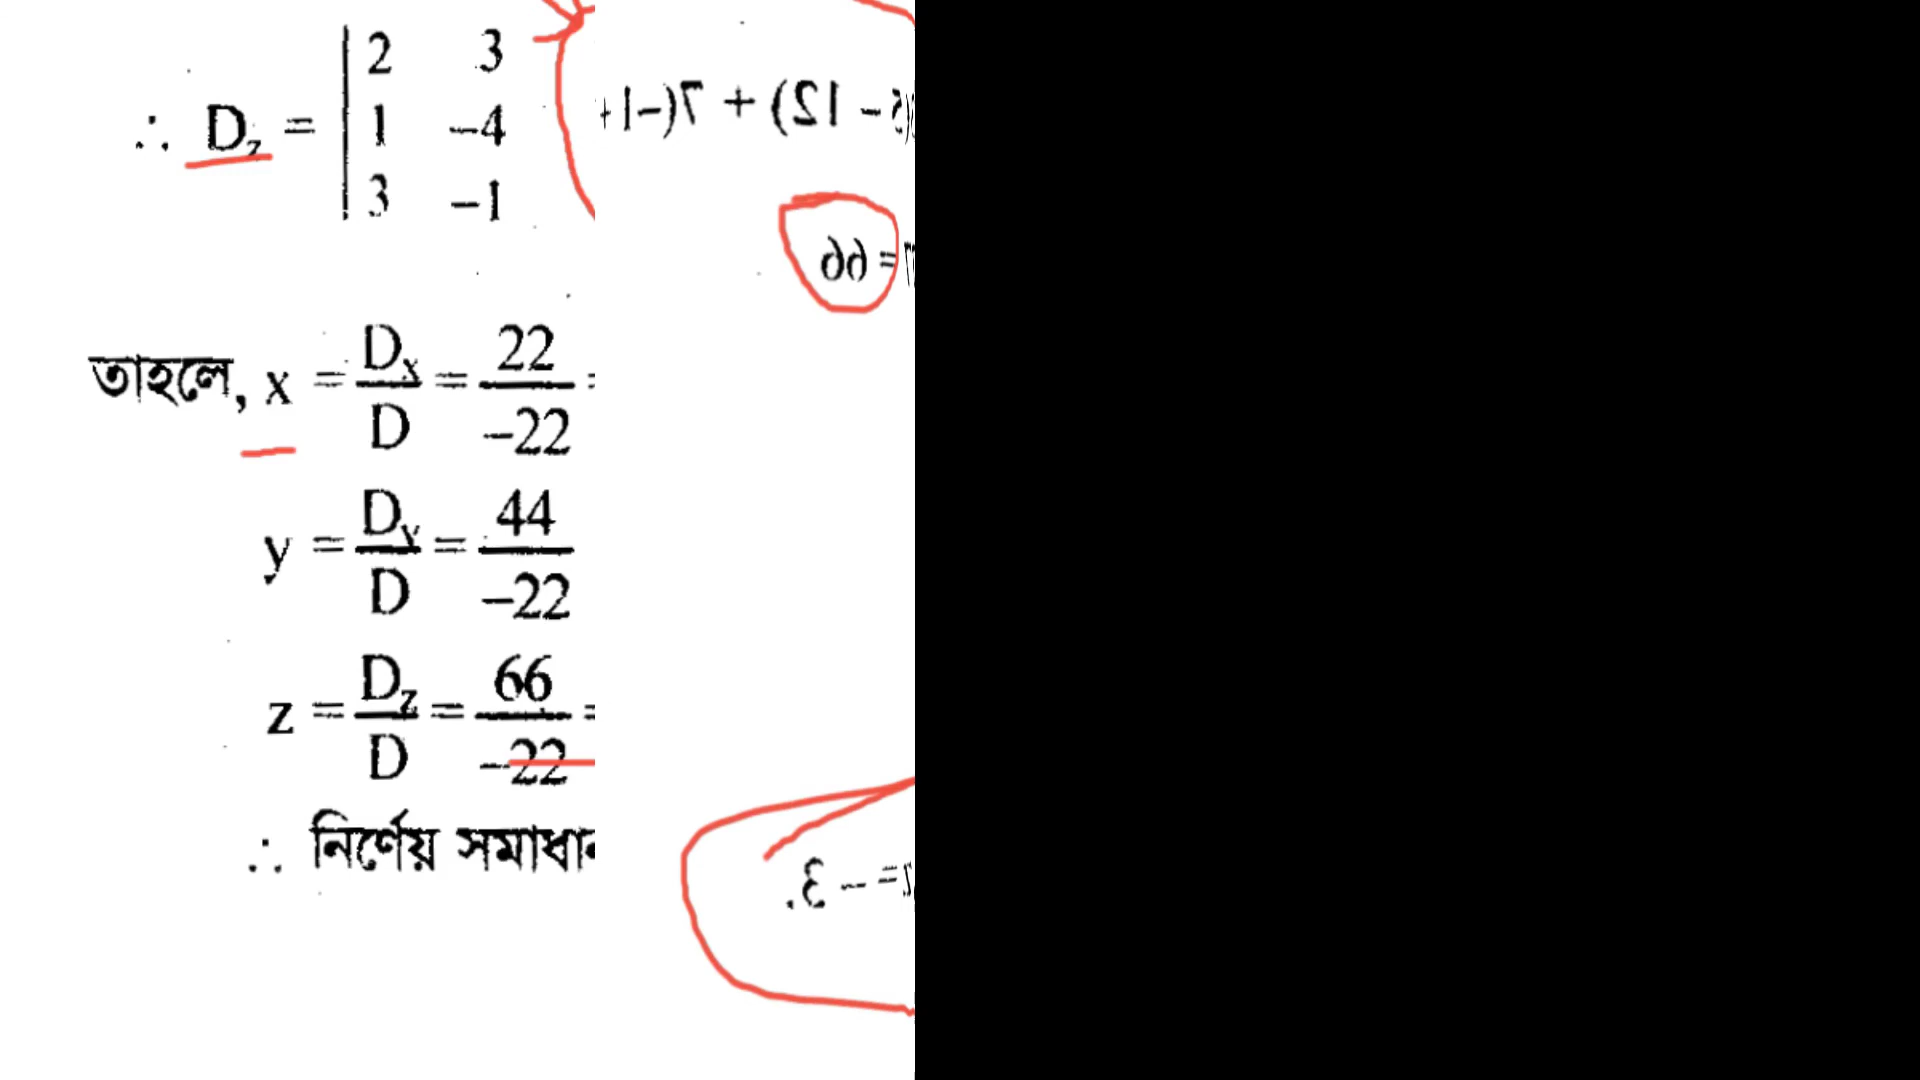 ∴ D_z = | 2 3
1 -4
3 -1
- 12) + 7(-1+
= 66
তাহলে, x = D_x/D = 22/-22 =
y = D_y/D = 44/-22
z = D_z/D = 66/-22 =
∴ নির্ণেয় সমাধান
= -3.